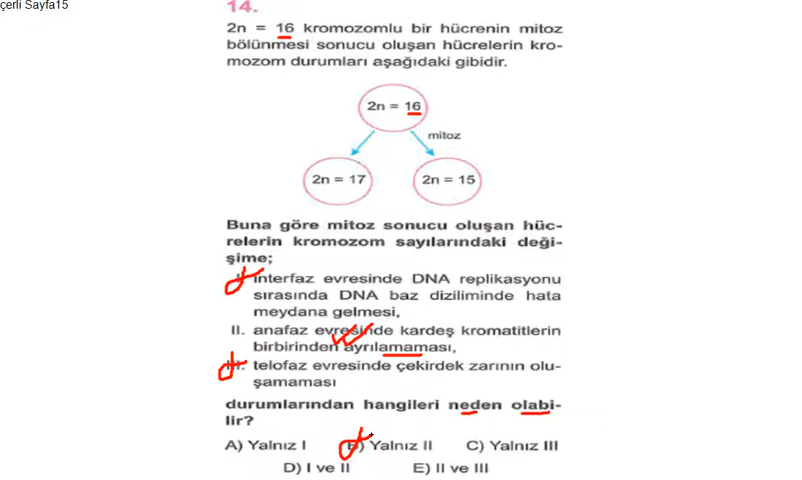 çerli Sayfa15
14.
2n = 16 kromozomlu bir hücrenin mitoz
bölünmesi sonucu oluşan hücrelerin kro-
mozom durumları aşağıdaki gibidir.
2n = 16
mitoz
2n = 17
2n = 15
Buna göre mitoz sonucu oluşan hüc-
relerin kromozom sayılarındaki deği-
şime;
I. interfaz evresinde DNA replikasyonu
sırasında DNA baz diziliminde hata
meydana gelmesi,
II. anafaz evresinde kardeş kromatitlerin
birbirinden ayrılamaması,
III. telofaz evresinde çekirdek zarının olu-
şamaması
durumlarından hangileri neden olabi-
lir?
A) Yalnız I B) Yalnız II C) Yalnız III
D) I ve II E) II ve III